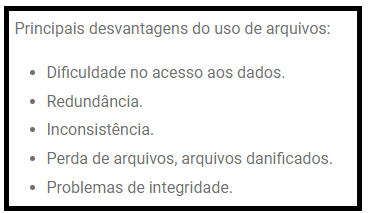 Principais desvantagens do uso de arquivos:
• Dificuldade no acesso aos dados.
• Redundância.
• Inconsistência.
• Perda de arquivos, arquivos danificados.
• Problemas de integridade.